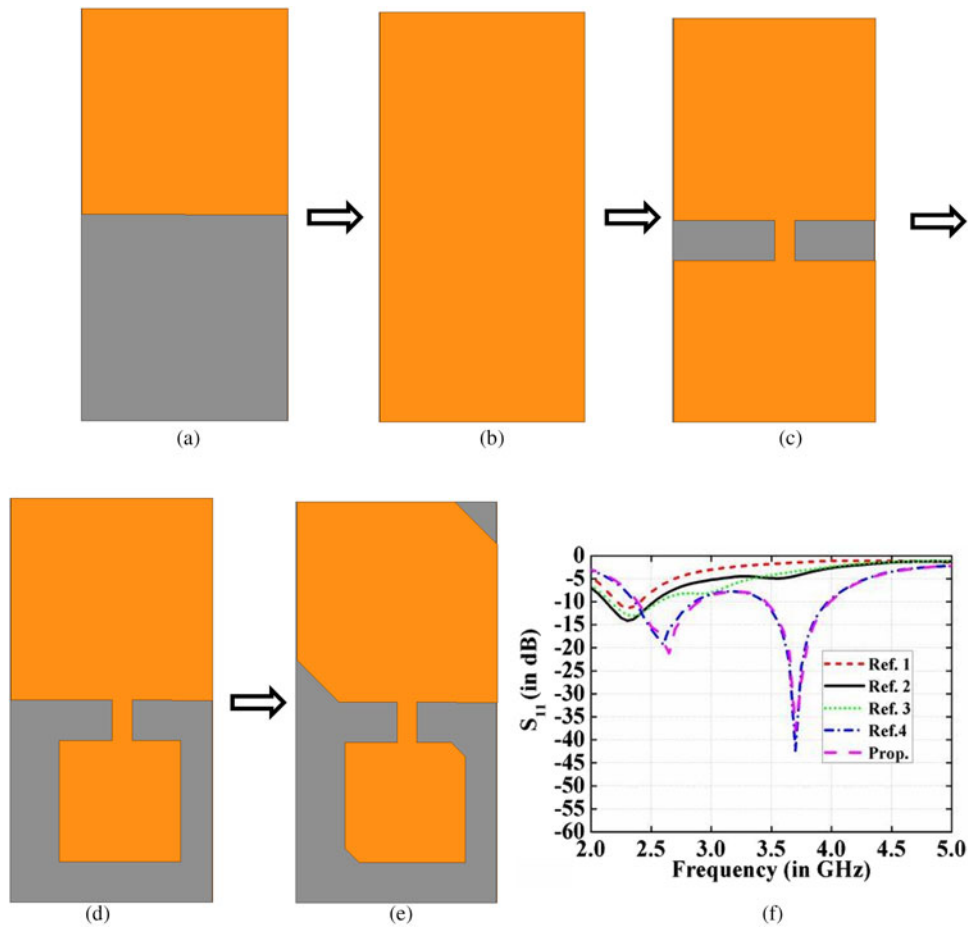 (a)
(b)
(c)
(d)
(e)
S11 (in dB)
0
-5
-10
-15
-20
-25
-30
-35
-40
-45
-50
-55
-60
Ref. 1
Ref. 2
Ref. 3
Ref.4
Prop.
2.0 2.5 3.0 3.5 4.0 4.5 5.0
Frequency (in GHz)
(f)